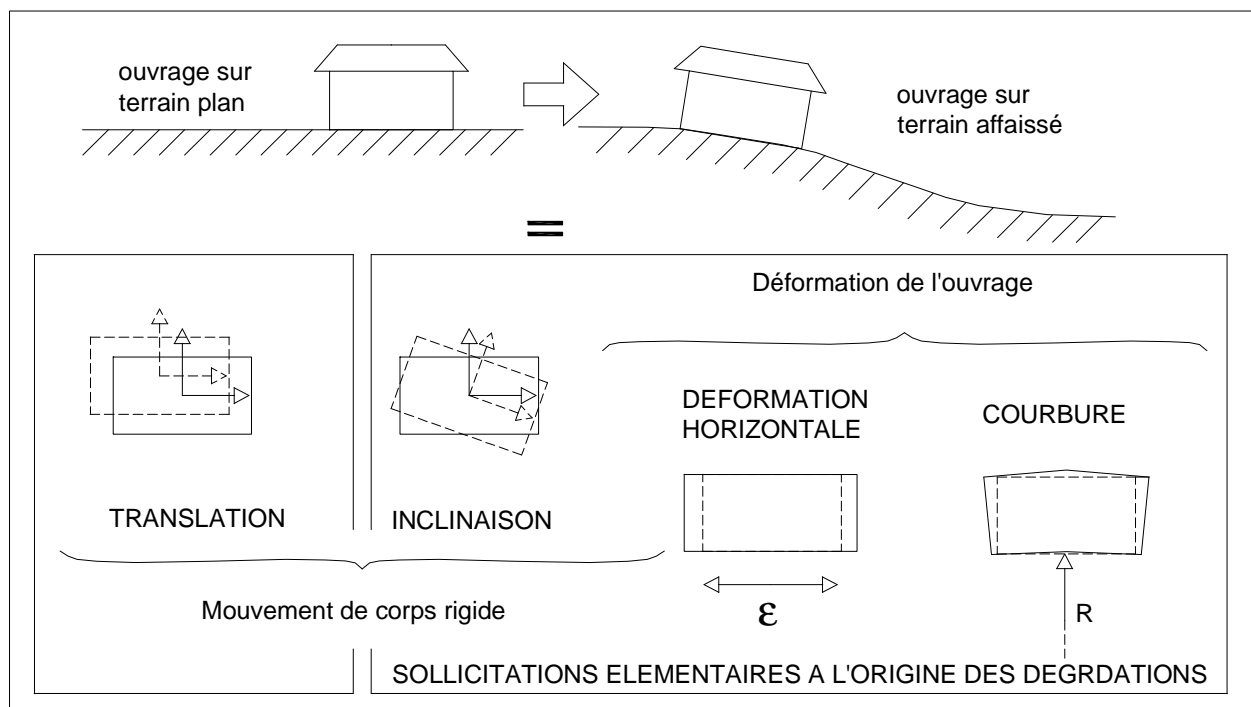 ouvrage sur
terrain plan
ouvrage sur
terrain affaissé
=
Déformation de l'ouvrage
DEFORMATION
HORIZONTALE
COURBURE
TRANSLATION
INCLINAISON
Mouvement de corps rigide
ε
R
SOLLICITATIONS ELEMENTAIRES A L'ORIGINE DES DEGRDATIONS